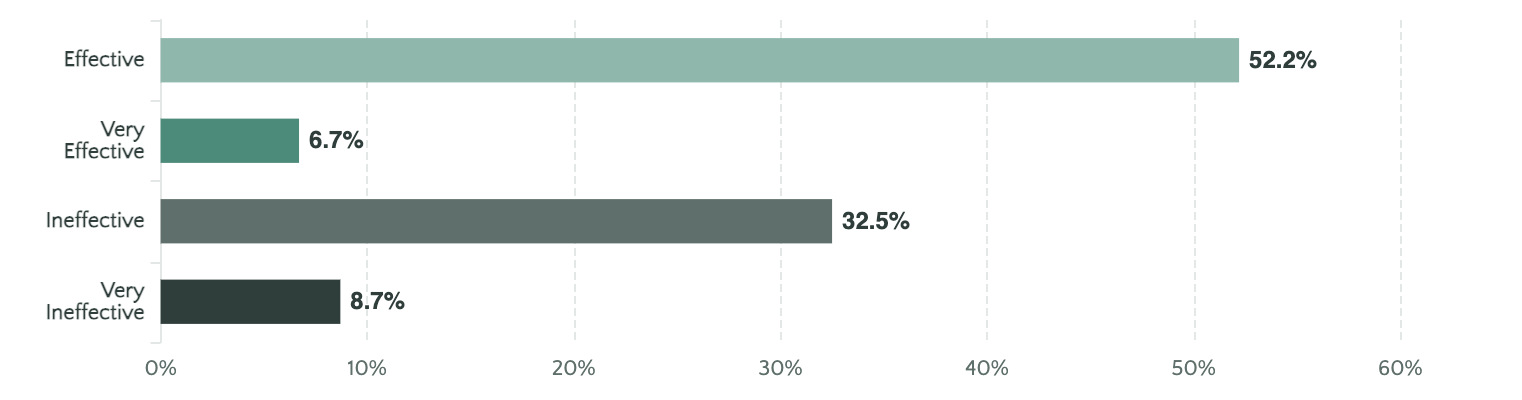 Effective
52.2%
Very
Effective
6.7%
Ineffective
32.5%
Very
Ineffective
8.7%
0% 10% 20% 30% 40% 50% 60%